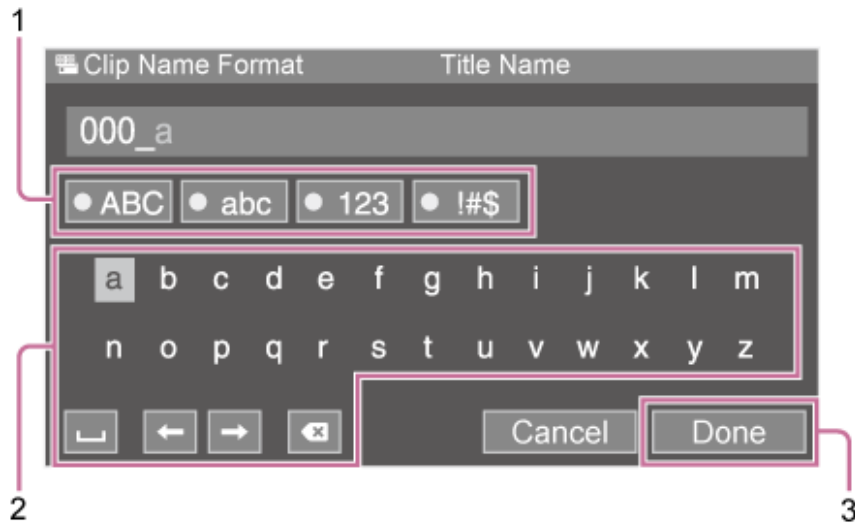 1
Clip Name Format Title Name
000_a
ABC abc 123 !#$
a b c d e f g h i j k l m
n o p q r s t u v w x y z
Cancel Done
2 3